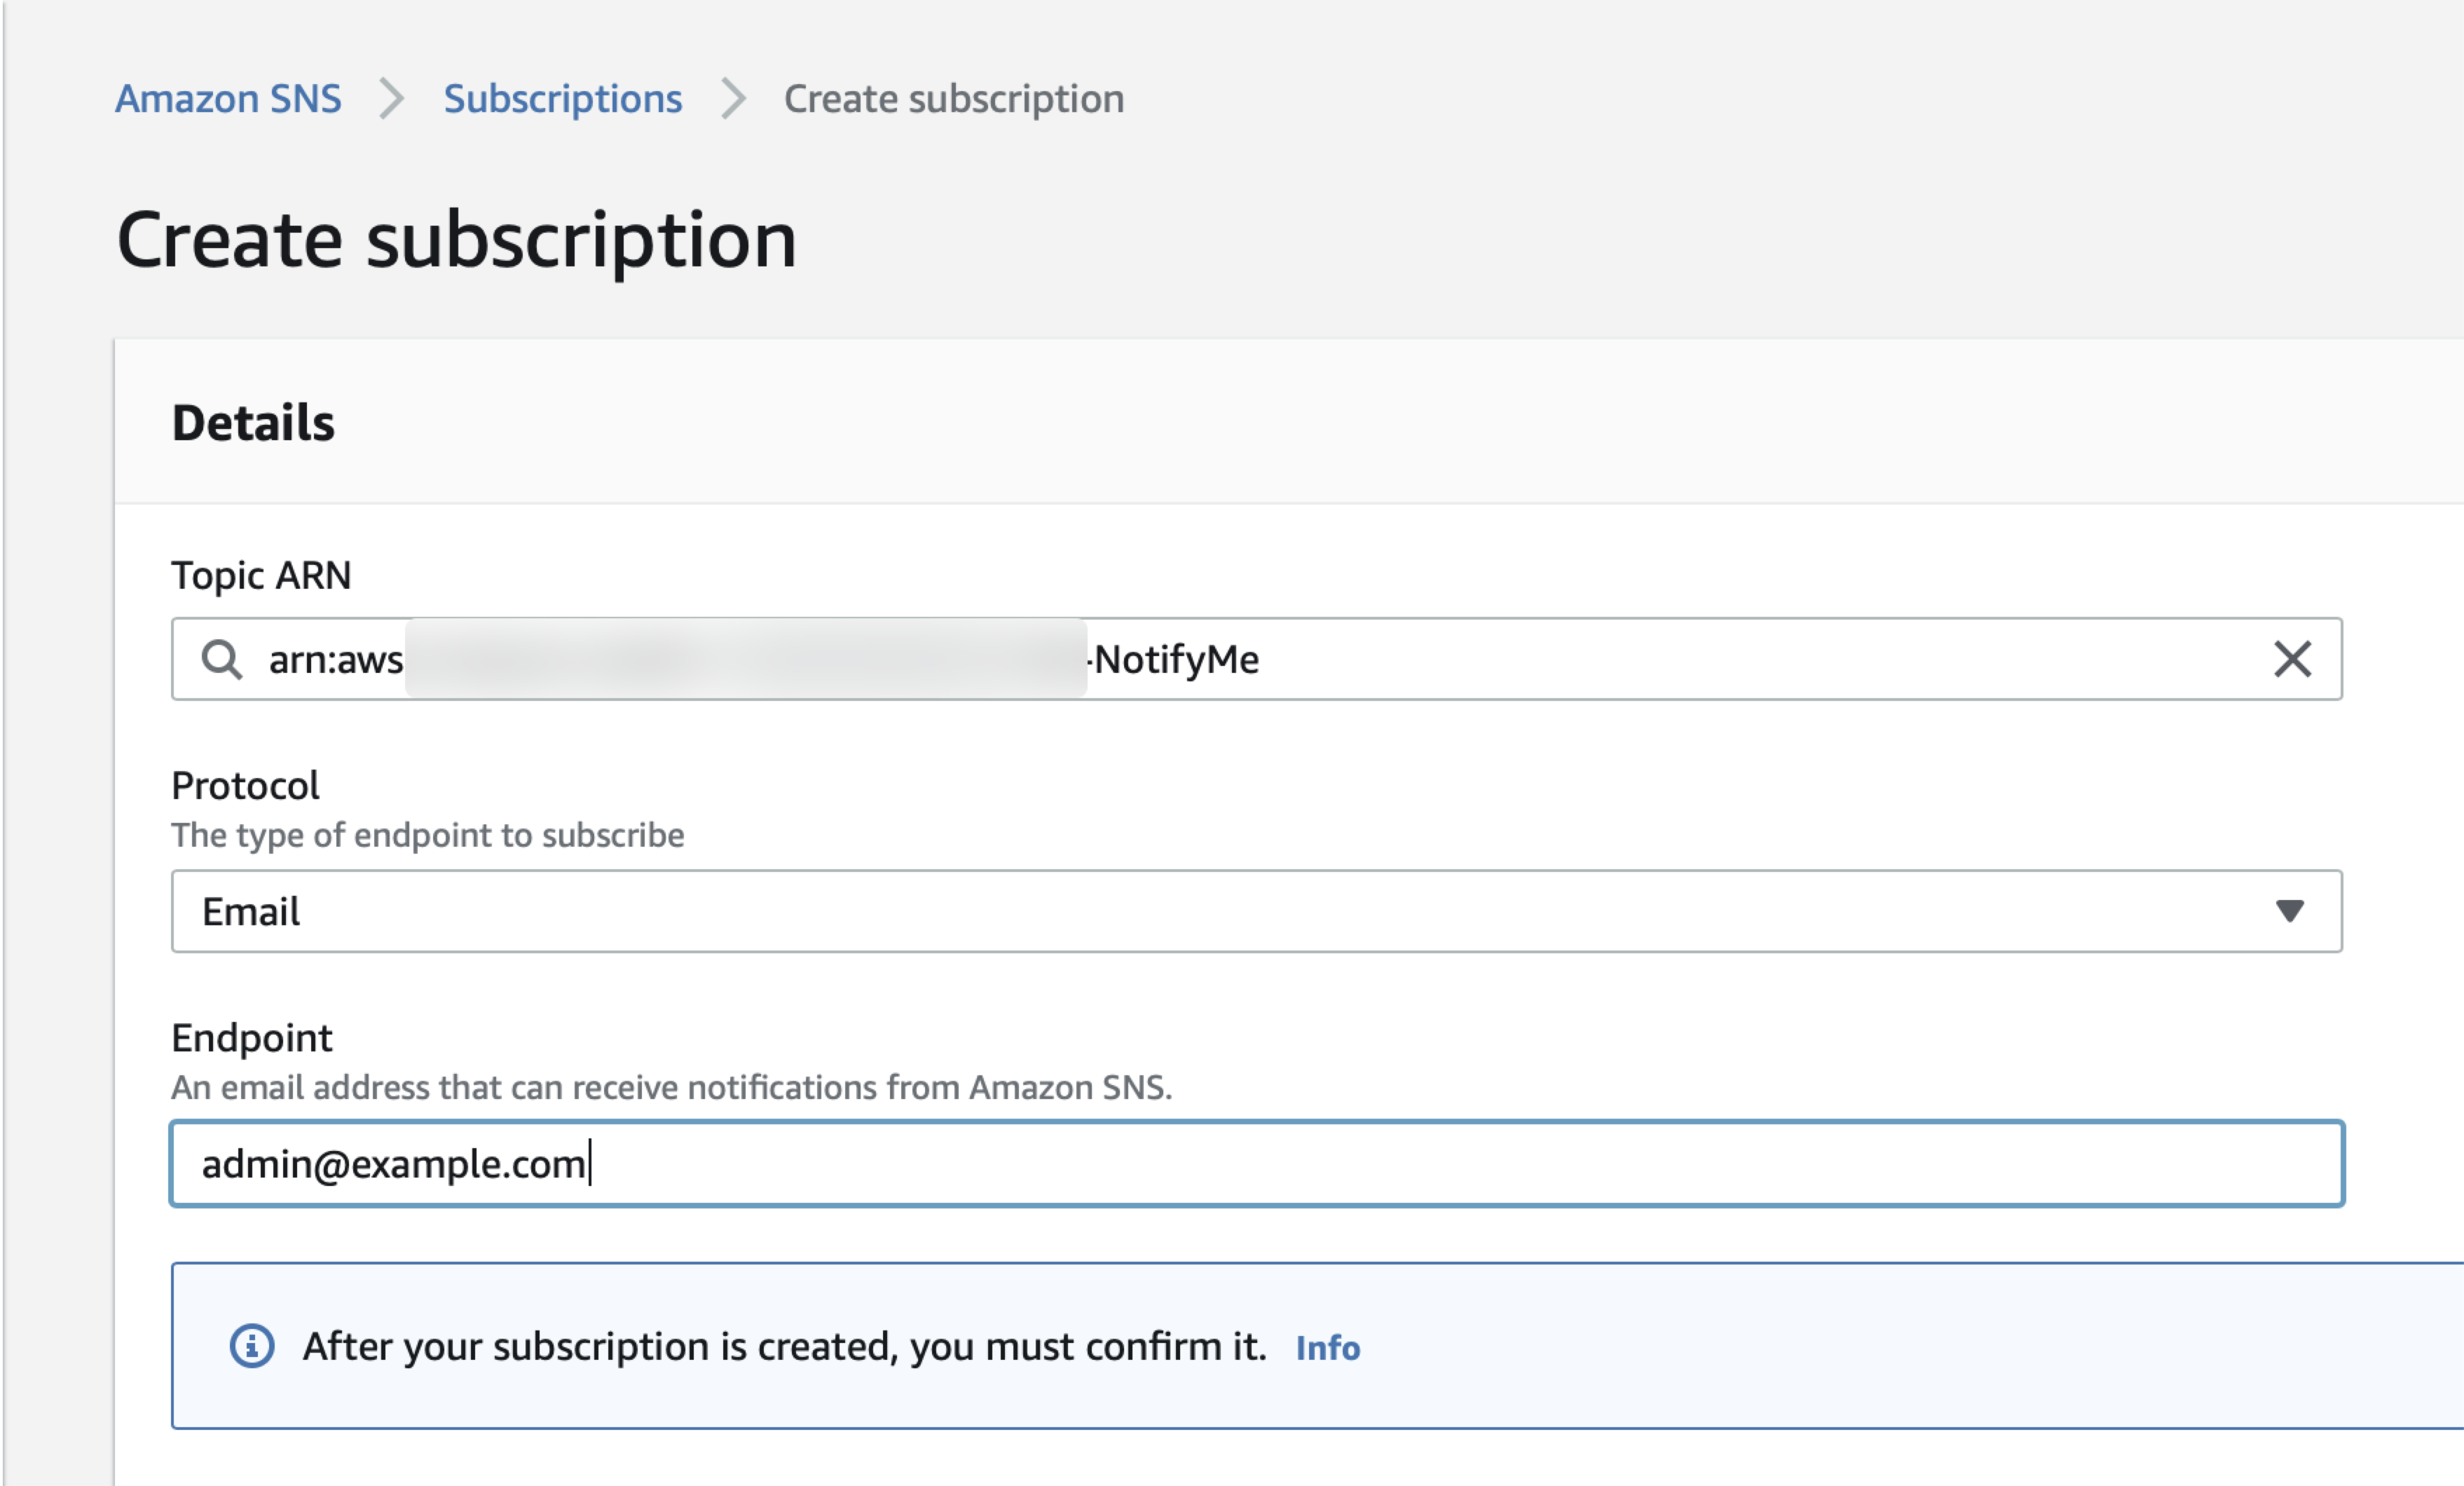 Amazon SNS > Subscriptions > Create subscription
Create subscription
Details
Topic ARN
arn:aws -NotifyMe
Protocol
The type of endpoint to subscribe
Email
Endpoint
An email address that can receive notifications from Amazon SNS.
admin@example.com
After your subscription is created, you must confirm it. Info